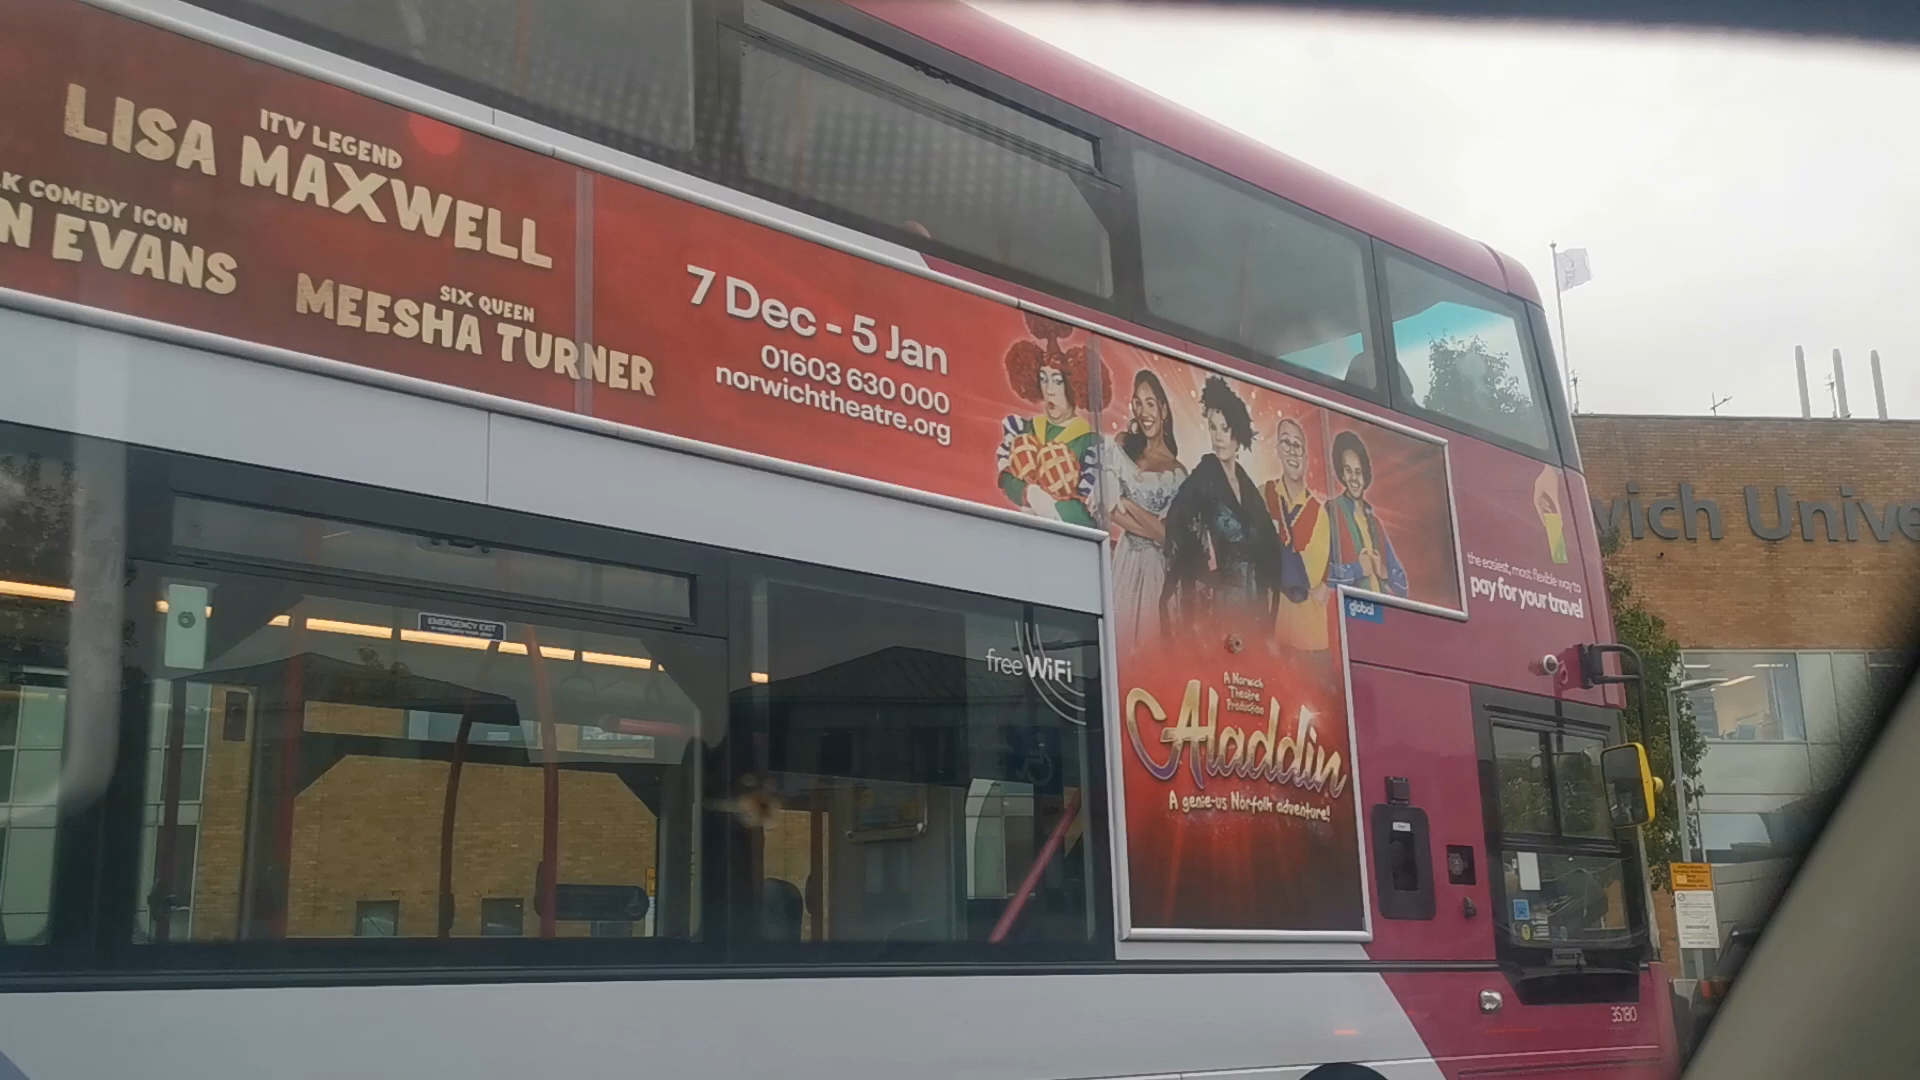 ITV LEGEND
LISA MAXWELL
K COMEDY ICON
N EVANS
SIX QUEEN
MEESHA TURNER
7 Dec - 5 Jan
01603 630 000
norwichtheatre.org
A Norwich
Theatre
Production
Aladdin
A genie-us Norfolk adventure!
global
the easiest, most flexible way to
pay for your travel
free WiFi
EMERGENCY EXIT
35180
wich Unive